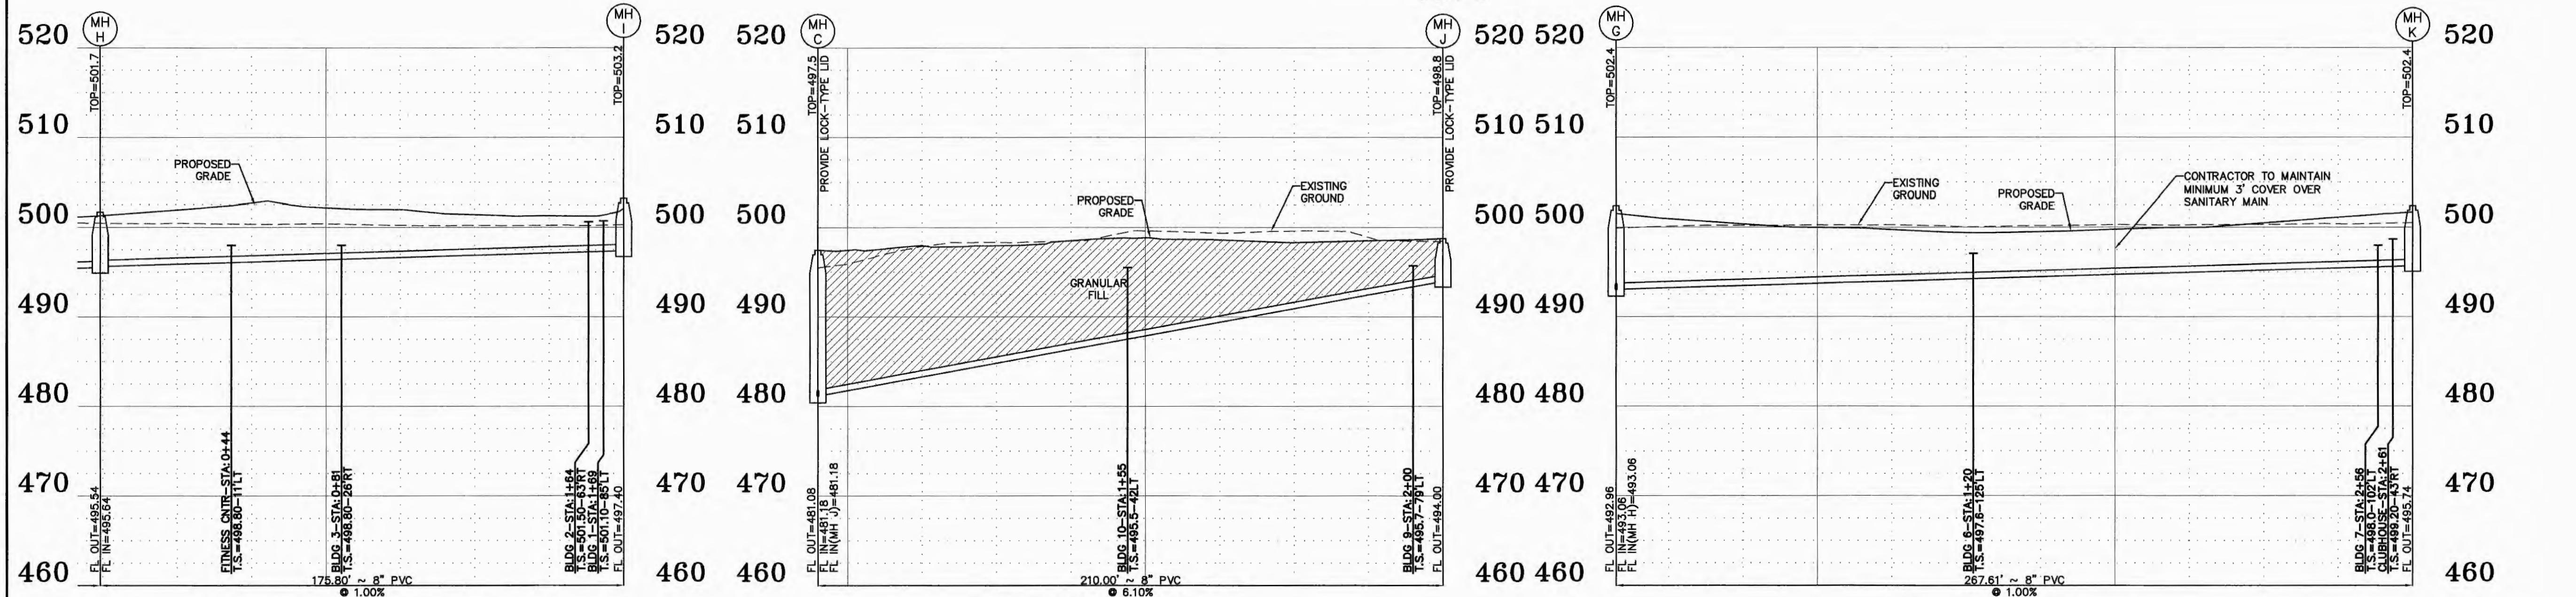 MH
H
TOP=501.7
520
510
500
490
480
470
460
PROPOSED
GRADE
FL OUT=495.54
FL IN=495.64
FITNESS CNTR-STA:0+44
T.S.=498.80-11'LT
BLDG 3-STA:0+81
T.S.=498.80-26'RT
BLDG 2-STA:1+64
T.S.=501.50-63'RT
BLDG 1-STA:1+69
T.S.=501.10-85'LT
FL OUT=497.40
175.80' ~ 8" PVC
@ 1.00%
MH
I
TOP=503.2
520
510
500
490
480
470
460
520
510
500
490
480
470
460
MH
C
TOP=497.5
PROVIDE LOCK-TYPE LID
PROPOSED
GRADE
EXISTING
GROUND
GRANULAR
FILL
FL OUT=481.08
FL IN=481.18
FL IN(MH J)=481.18
BLDG 10-STA:1+55
T.S.=495.5-42'LT
BLDG 9-STA:2+00
T.S.=495.7-79'LT
FL OUT=494.00
210.00' ~ 8" PVC
@ 6.10%
MH
J
TOP=498.8
PROVIDE LOCK-TYPE LID
520
510
500
490
480
470
460
520
510
500
490
480
470
460
MH
G
TOP=502.4
EXISTING
GROUND
PROPOSED
GRADE
CONTRACTOR TO MAINTAIN
MINIMUM 3' COVER OVER
SANITARY MAIN
FL OUT=492.96
FL IN=493.06
FL IN(MH H)=493.06
BLDG 6-STA:1+20
T.S.=497.6-125'LT
BLDG 7-STA:2+56
T.S.=498.0-102'LT
CLUBHOUSE-STA:2+61
T.S.=499.20-43'RT
FL OUT=495.74
267.61' ~ 8" PVC
@ 1.00%
MH
K
TOP=502.4
520
510
500
490
480
470
460